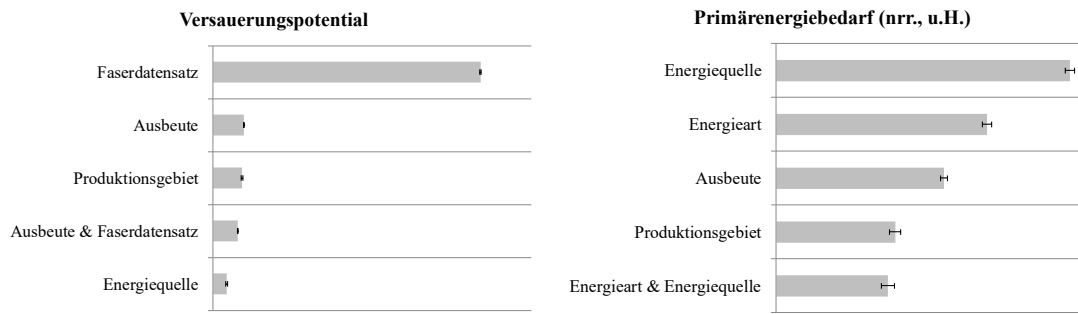 Versauerungspotential
Faserdatensatz
Ausbeute
Produktionsgebiet
Ausbeute & Faserdatensatz
Energiequelle
Primärenergiebedarf (nrr., u.H.)
Energiequelle
Energieart
Ausbeute
Produktionsgebiet
Energieart & Energiequelle